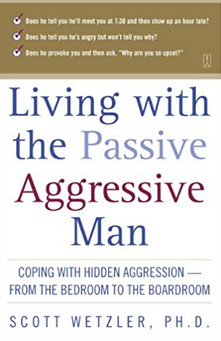 Does he tell you he'll meet you at 7:30 and then show up an hour late?
Does he tell you he's angry but won't tell you why?
Does he provoke you and then ask, "Why are you so upset?"
Living with
the Passive
Aggressive
Man
COPING WITH HIDDEN AGGRESSION —
FROM THE BEDROOM TO THE BOARDROOM
SCOTT WETZLER, PH.D.